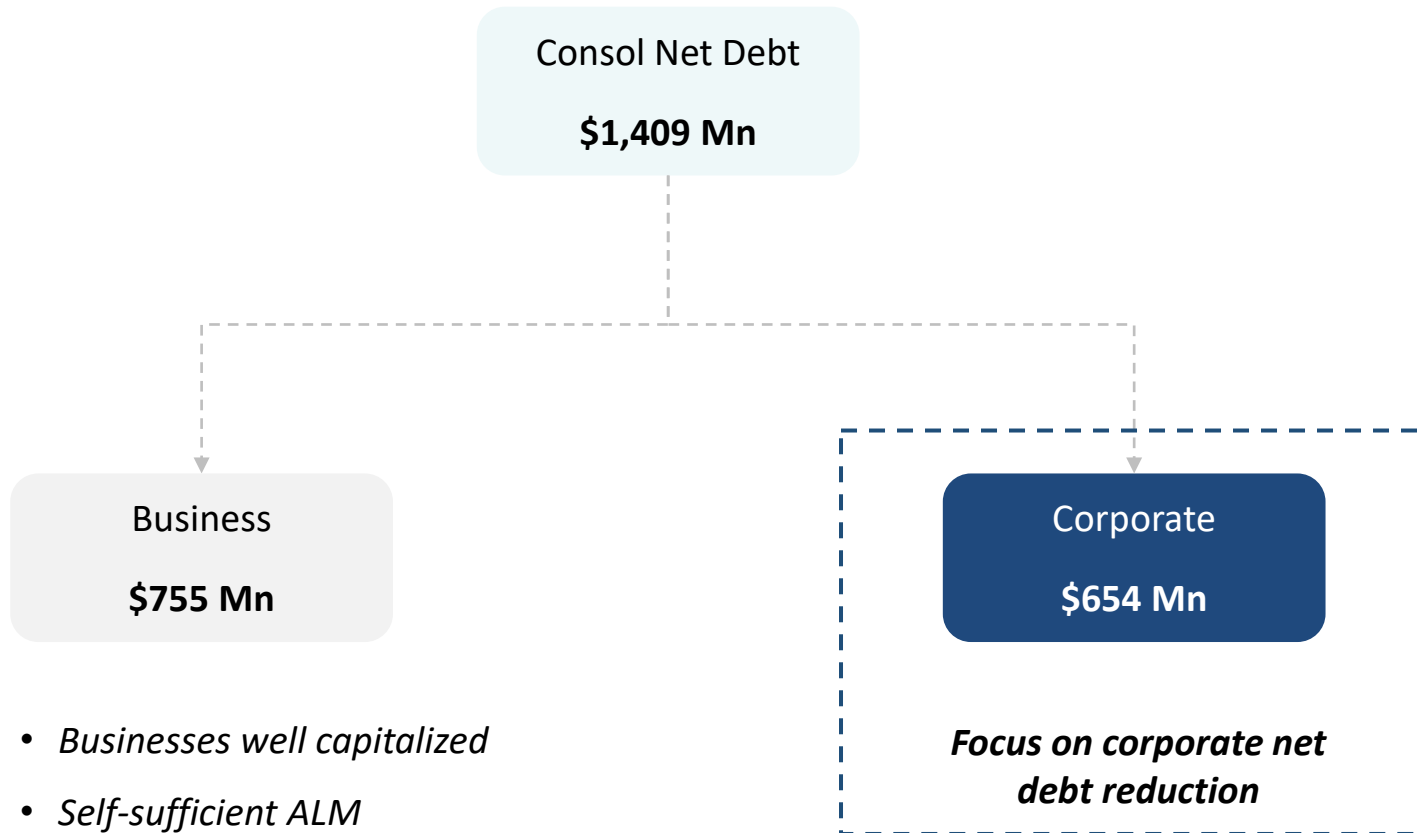 Consol Net Debt
$1,409 Mn
Business
$755 Mn
Corporate
$654 Mn
• Businesses well capitalized
• Self-sufficient ALM
Focus on corporate net
debt reduction